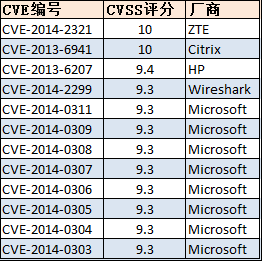 CVE编号 CVSS评分 厂商
CVE-2014-2321 10 ZTE
CVE-2013-6941 10 Citrix
CVE-2013-6207 9.4 HP
CVE-2014-2299 9.3 Wireshark
CVE-2014-0311 9.3 Microsoft
CVE-2014-0309 9.3 Microsoft
CVE-2014-0308 9.3 Microsoft
CVE-2014-0307 9.3 Microsoft
CVE-2014-0306 9.3 Microsoft
CVE-2014-0305 9.3 Microsoft
CVE-2014-0304 9.3 Microsoft
CVE-2014-0303 9.3 Microsoft